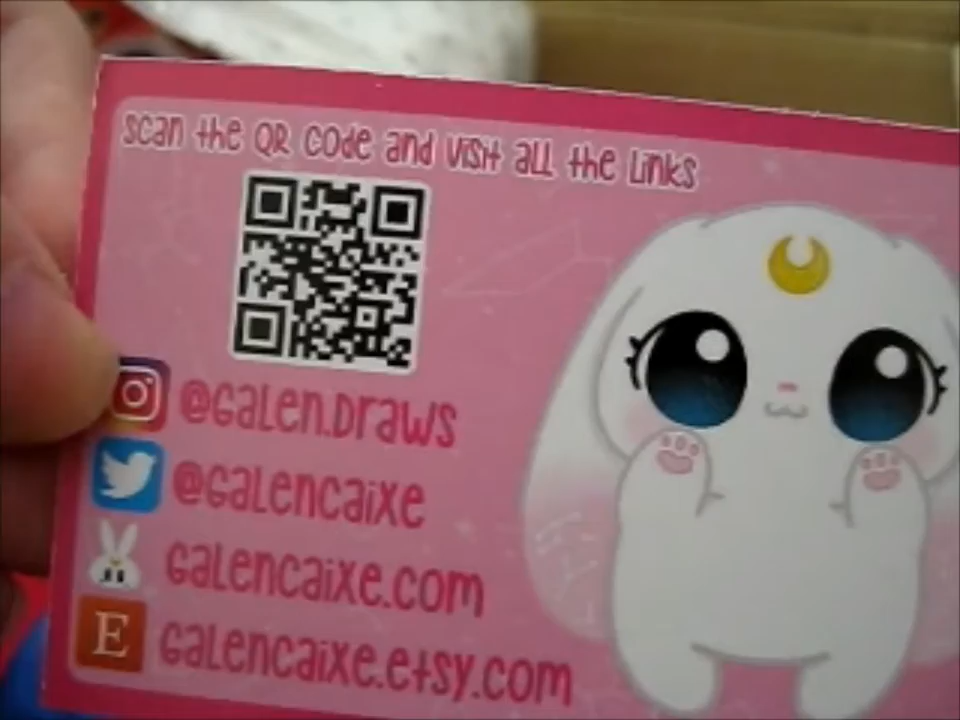 Scan the QR Code and visit all the Links
@Galen.Draws
@Galencaixe
Galencaixe.com
E Galencaixe.etsy.com